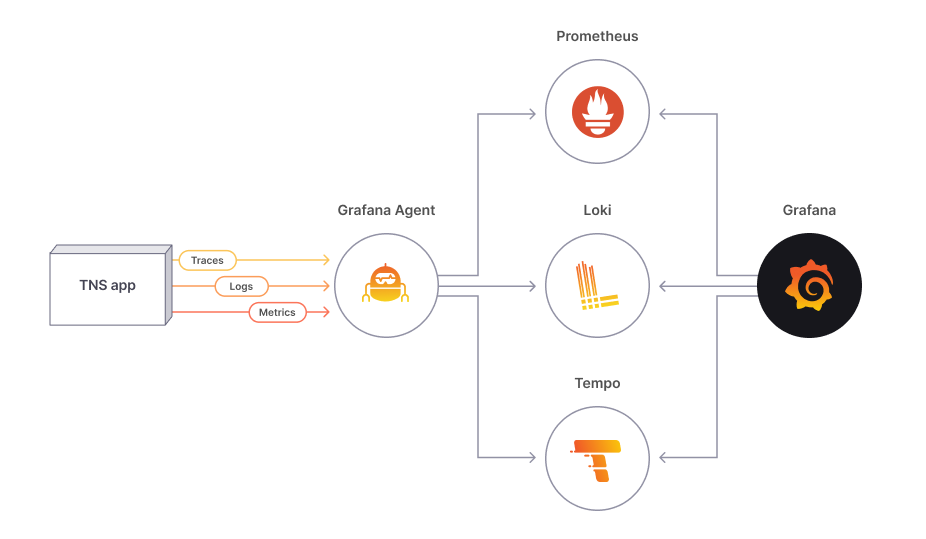 Prometheus
Grafana Agent
Loki
Grafana
TNS app
Traces
Logs
Metrics
Tempo